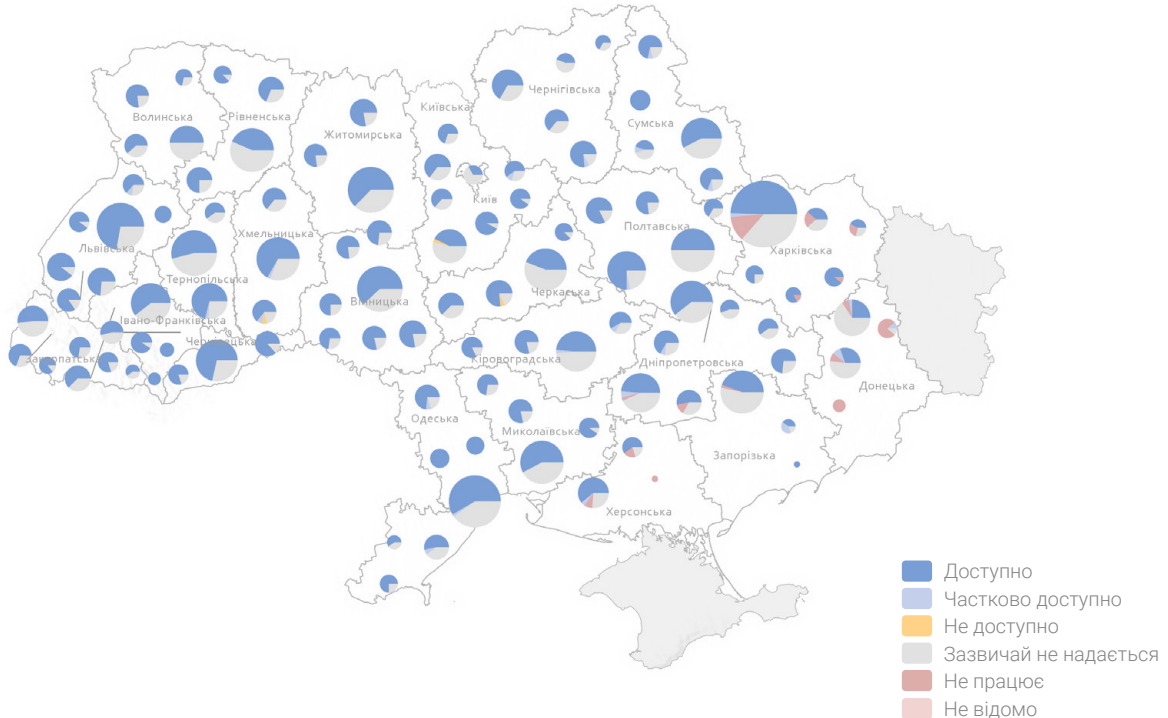 Чернігівська
Київська
Волинська
Рівненська
Житомирська
Сумська
Київ
Львівська
Хмельницька
Полтавська
Харківська
Тернопільська
Черкаська
Вінницька
Івано-Франківська
Чернівецька
Закарпатська
Кіровоградська
Дніпропетровська
Донецька
Одеська
Миколаївська
Запорізька
Херсонська
Доступно
Частково доступно
Не доступно
Зазвичай не надається
Не працює
Не відомо